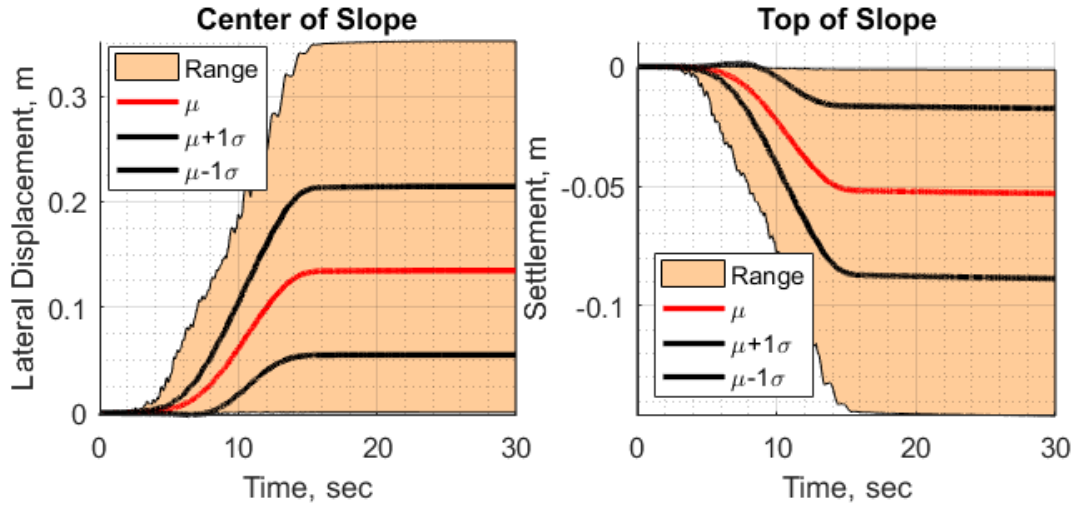 Center of Slope
Lateral Displacement, m
0.3
0.2
0.1
0
Range
μ
μ+1σ
μ-1σ
0
10
20
30
Time, sec
Top of Slope
Settlement, m
0
-0.05
-0.1
Range
μ
μ+1σ
μ-1σ
0
10
20
30
Time, sec